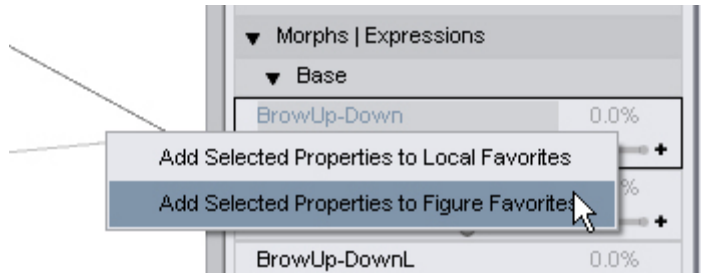 Morphs | Expressions
Base
BrowUp-Down 0.0%
Add Selected Properties to Local Favorites
Add Selected Properties to Figure Favorites
%
BrowUp-DownL 0.0%